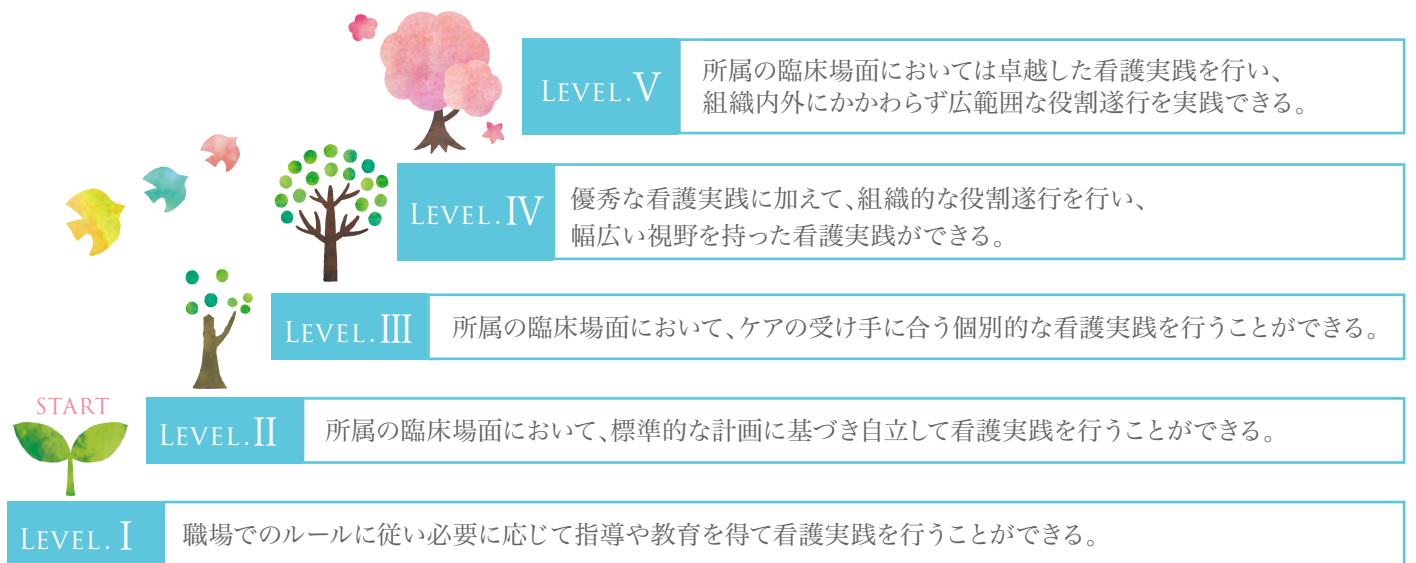 LEVEL.Ⅴ
所属の臨床場面においては卓越した看護実践を行い、
組織内外にかかわらず広範囲な役割遂行を実践できる。
LEVEL.Ⅳ
優秀な看護実践に加えて、組織的な役割遂行を行い、
幅広い視野を持った看護実践ができる。
LEVEL.Ⅲ
所属の臨床場面において、ケアの受け手に合う個別的な看護実践を行うことができる。
START
LEVEL.Ⅱ
所属の臨床場面において、標準的な計画に基づき自立して看護実践を行うことができる。
LEVEL.Ⅰ
職場でのルールに従い必要に応じて指導や教育を得て看護実践を行うことができる。